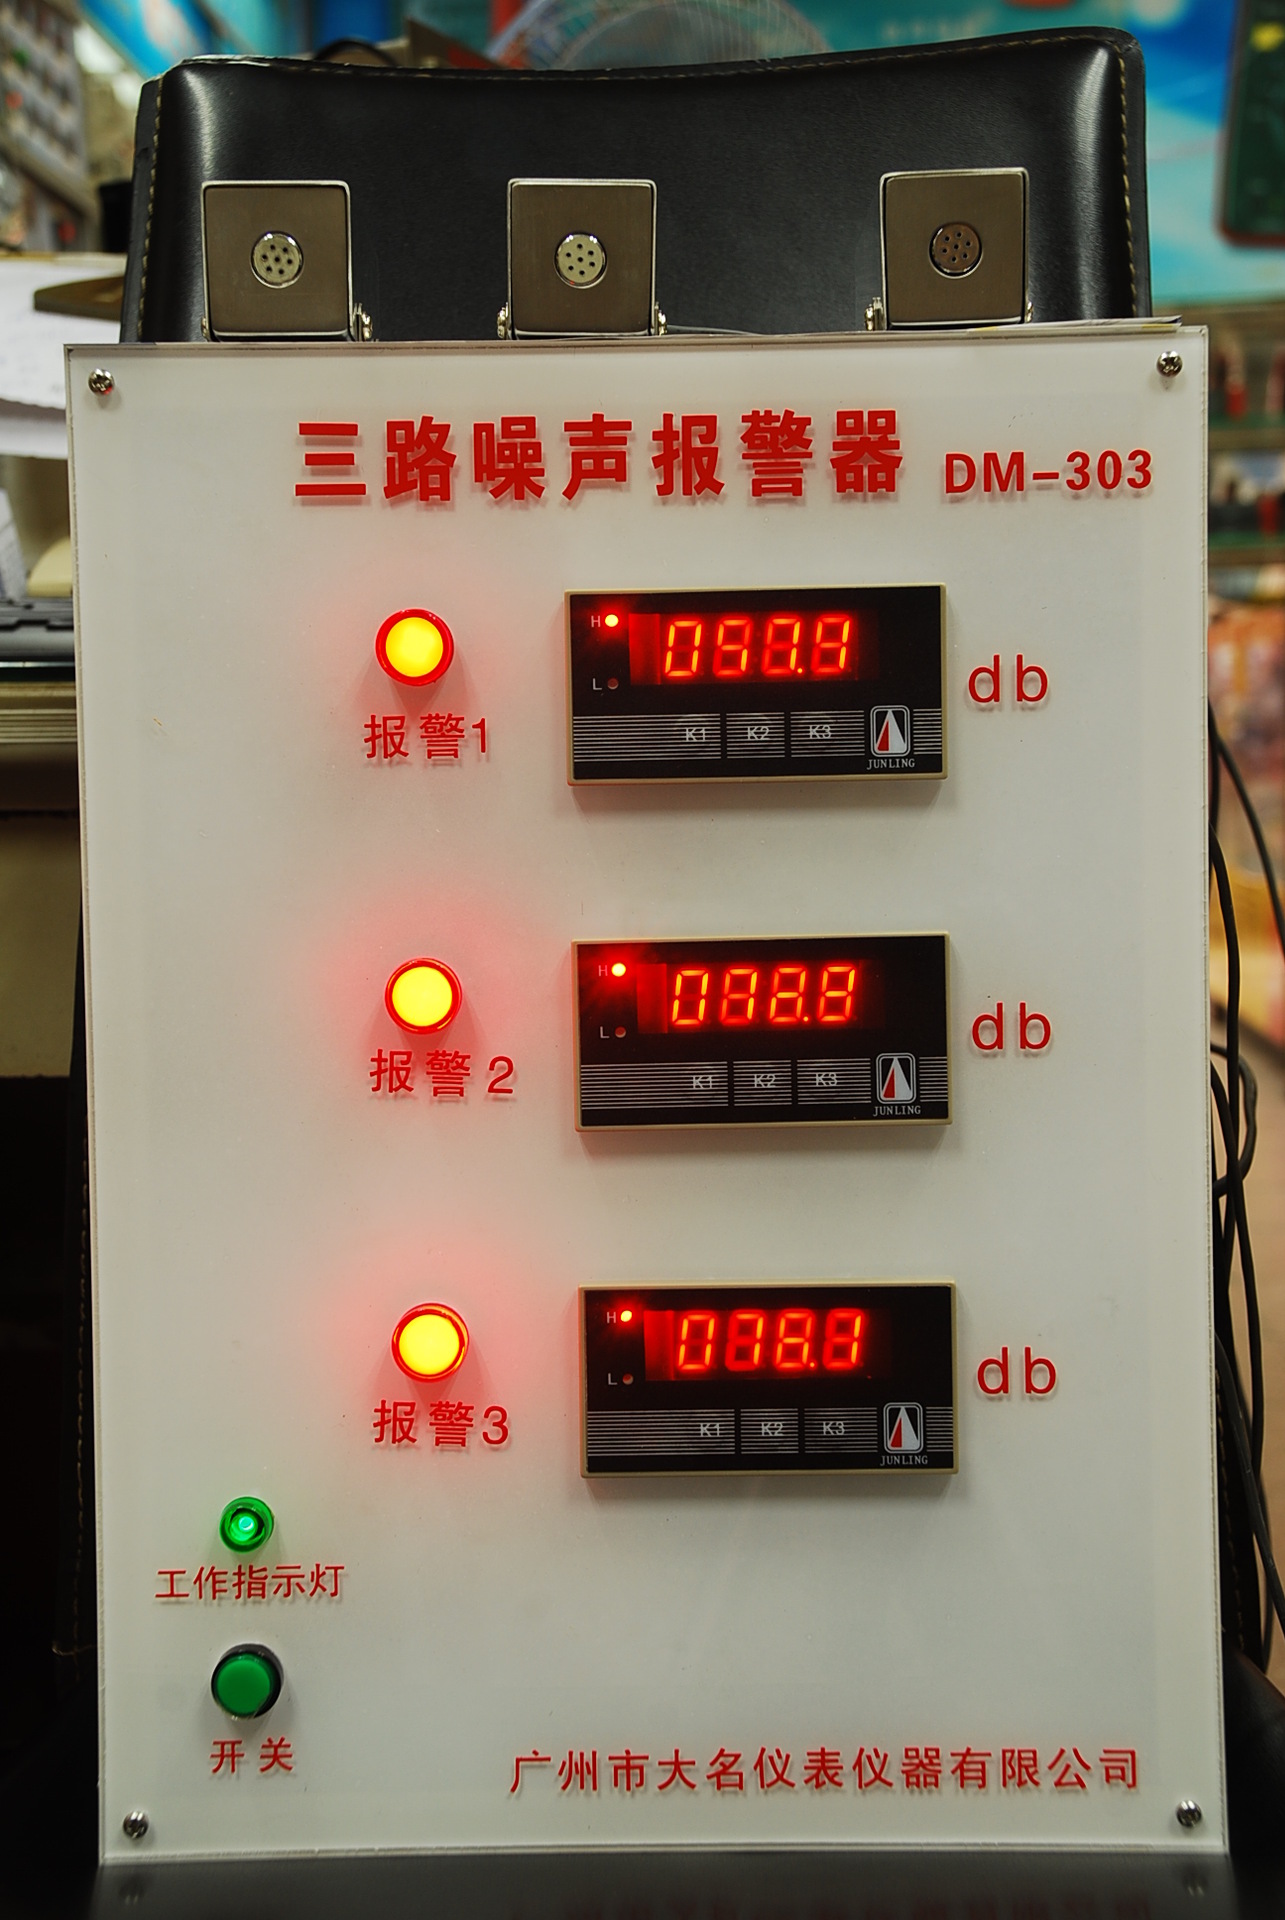 三路噪声报警器 DM-303
H
L
db
K1 K2 K3
JUNLING
报警1
H
L
db
K1 K2 K3
JUNLING
报警2
H
L
db
K1 K2 K3
JUNLING
报警3
工作指示灯
开关
广州市大名仪表仪器有限公司